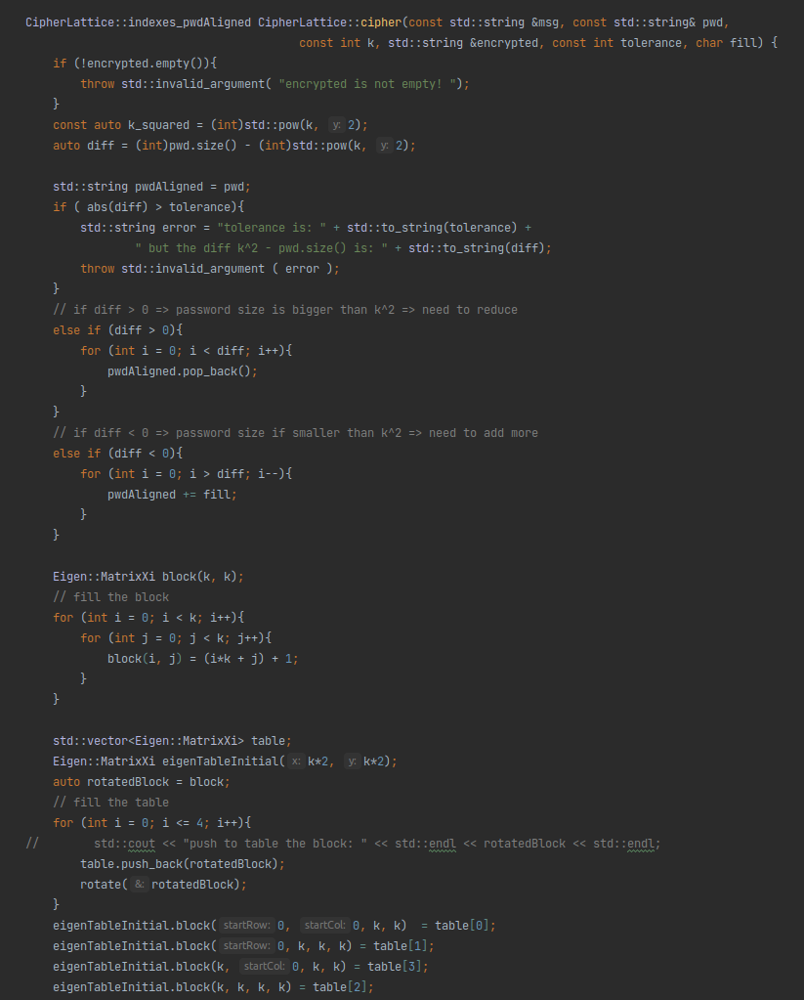 CipherLattice::indexes_pwdAligned CipherLattice::cipher(const std::string &msg, const std::string& pwd,
                                        const int k, std::string &encrypted, const int tolerance, char fill) {
    if (!encrypted.empty()){
        throw std::invalid_argument( "encrypted is not empty! ");
    }
    const auto k_squared = (int)std::pow(k, y: 2);
    auto diff = (int)pwd.size() - (int)std::pow(k, y: 2);

    std::string pwdAligned = pwd;
    if ( abs(diff) > tolerance){
        std::string error = "tolerance is: " + std::to_string(tolerance) +
                " but the diff k^2 - pwd.size() is: " + std::to_string(diff);
        throw std::invalid_argument ( error );
    }
    // if diff > 0 => password size is bigger than k^2 => need to reduce
    else if (diff > 0){
        for (int i = 0; i < diff; i++){
            pwdAligned.pop_back();
        }
    }
    // if diff < 0 => password size if smaller than k^2 => need to add more
    else if (diff < 0){
        for (int i = 0; i > diff; i--){
            pwdAligned += fill;
        }
    }

    Eigen::MatrixXi block(k, k);
    // fill the block
    for (int i = 0; i < k; i++){
        for (int j = 0; j < k; j++){
            block(i, j) = (i*k + j) + 1;
        }
    }

    std::vector<Eigen::MatrixXi> table;
    Eigen::MatrixXi eigenTableInitial( x: k*2, y: k*2);
    auto rotatedBlock = block;
    // fill the table
    for (int i = 0; i <= 4; i++){
//        std::cout << "push to table the block: " << std::endl << rotatedBlock << std::endl;
        table.push_back(rotatedBlock);
        rotate( &: rotatedBlock);
    }
    eigenTableInitial.block( startRow: 0, startCol: 0, k, k)  = table[0];
    eigenTableInitial.block( startRow: 0, k, k, k) = table[1];
    eigenTableInitial.block(k, startCol: 0, k, k) = table[3];
    eigenTableInitial.block(k, k, k, k) = table[2];